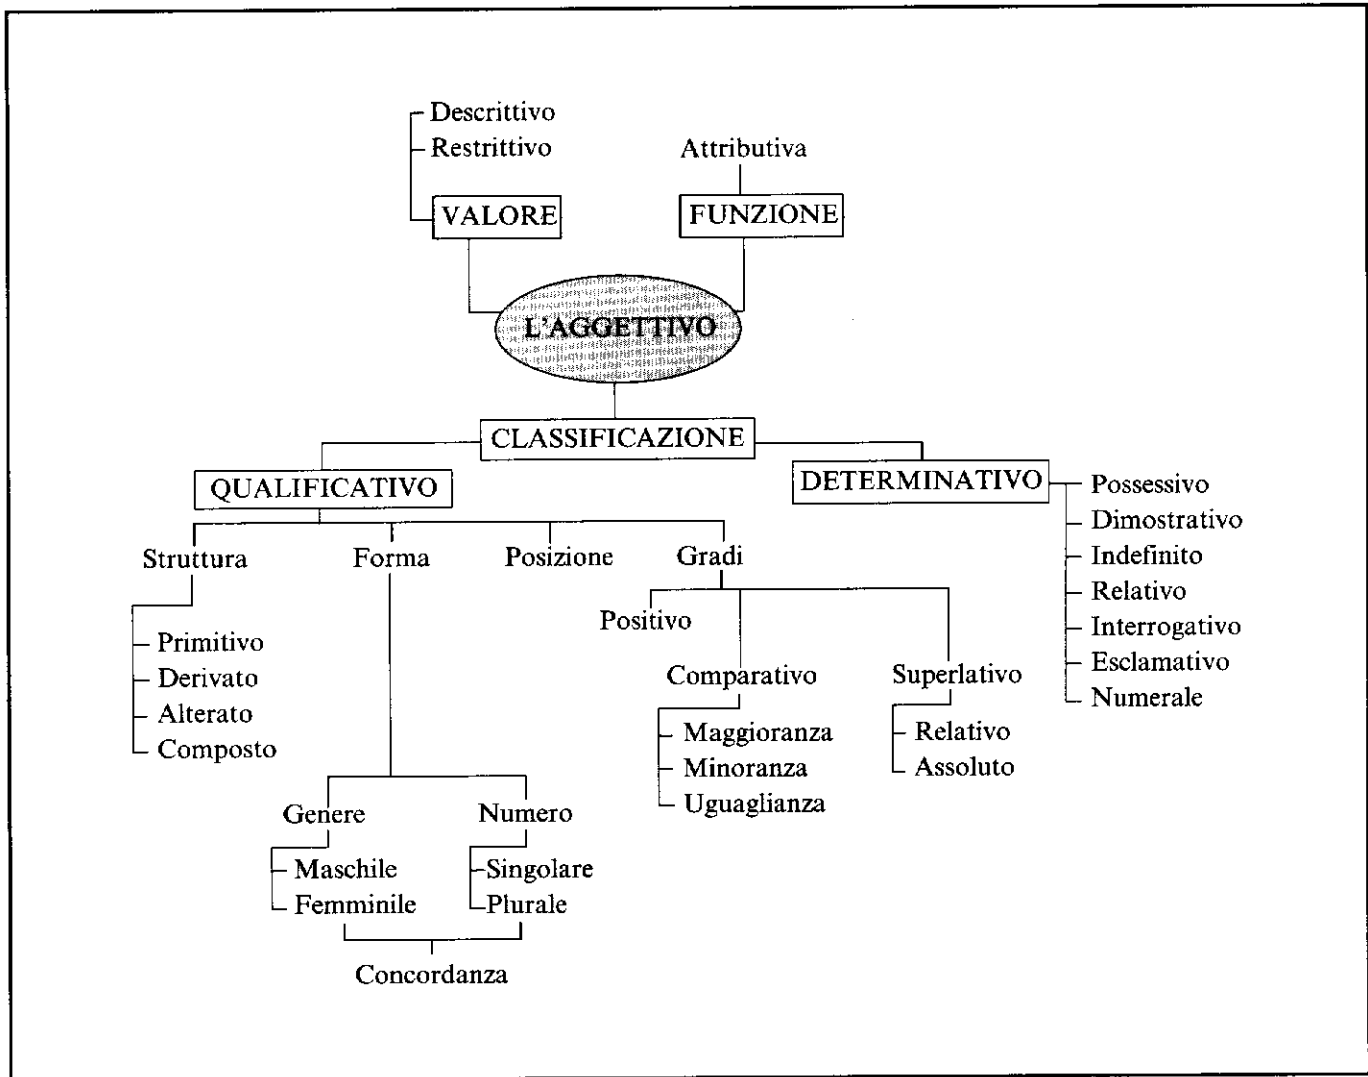 Descrittivo
Restrittivo
Attributiva
VALORE
FUNZIONE
L'AGGETTIVO
CLASSIFICAZIONE
QUALIFICATIVO
DETERMINATIVO
Possessivo
Dimostrativo
Indefinito
Relativo
Interrogativo
Esclamativo
Numerale
Struttura
Forma
Posizione
Gradi
Primitivo
Derivato
Alterato
Composto
Positivo
Comparativo
Superlativo
Maggioranza
Minoranza
Uguaglianza
Relativo
Assoluto
Genere
Numero
Maschile
Femminile
Singolare
Plurale
Concordanza